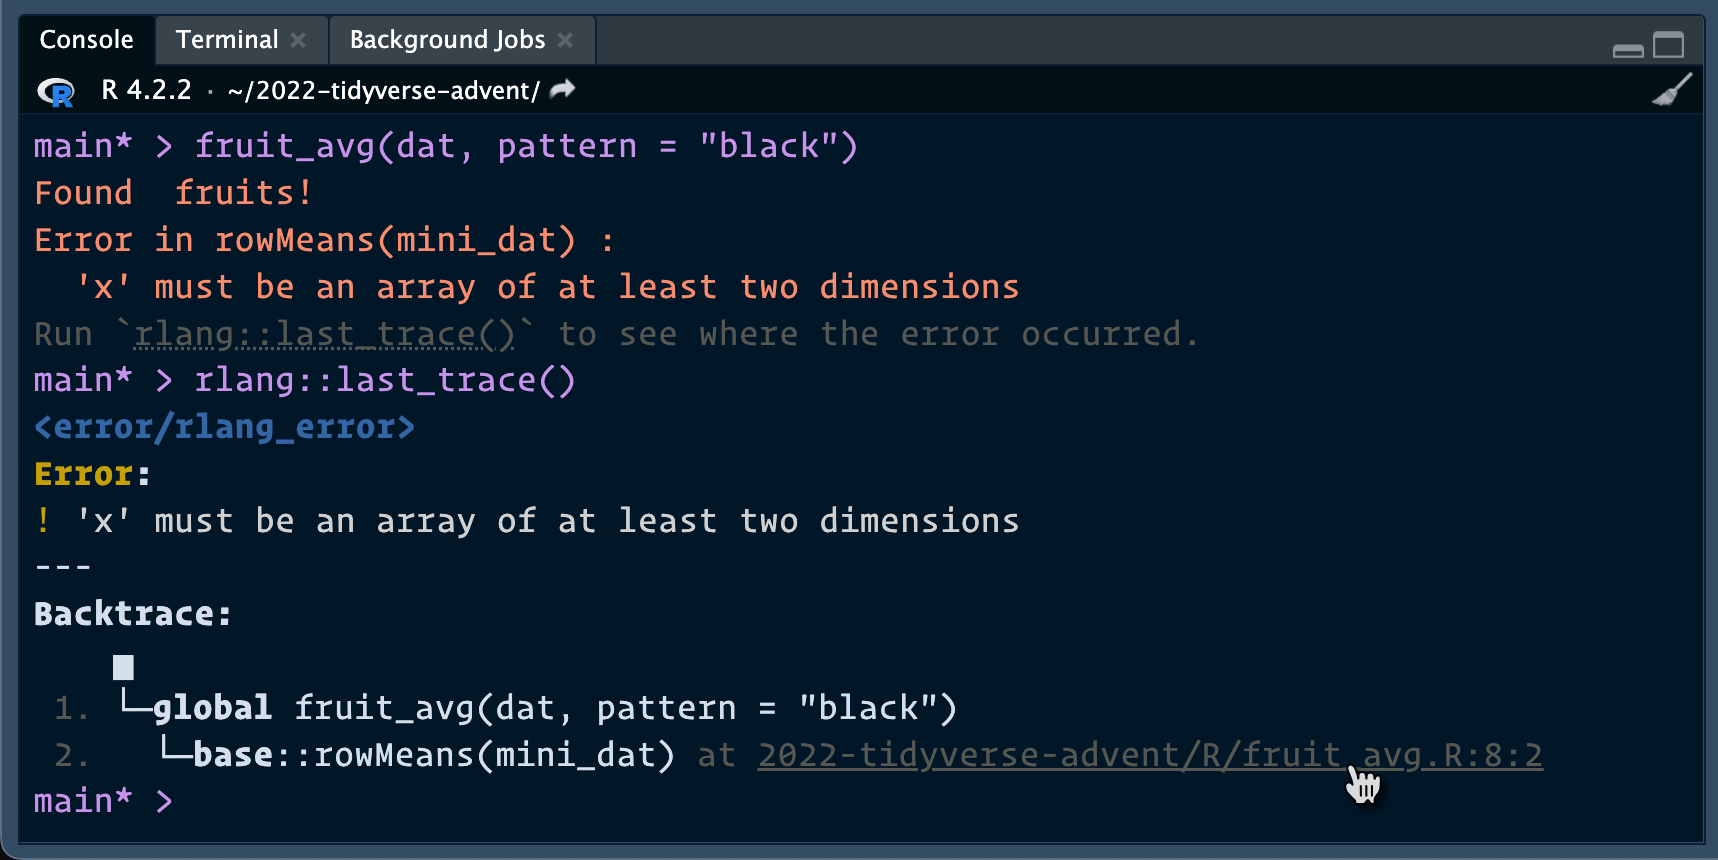 Console Terminal × Background Jobs ×
R R 4.2.2 · ~/2022-tidyverse-advent/
main* > fruit_avg(dat, pattern = "black")
Found  fruits!
Error in rowMeans(mini_dat) :
  'x' must be an array of at least two dimensions
Run `rlang::last_trace()` to see where the error occurred.
main* > rlang::last_trace()
<error/rlang_error>
Error:
! 'x' must be an array of at least two dimensions
---
Backtrace:
    ■
 1. └─global fruit_avg(dat, pattern = "black")
 2.   └─base::rowMeans(mini_dat) at 2022-tidyverse-advent/R/fruit_avg.R:8:2
main* >